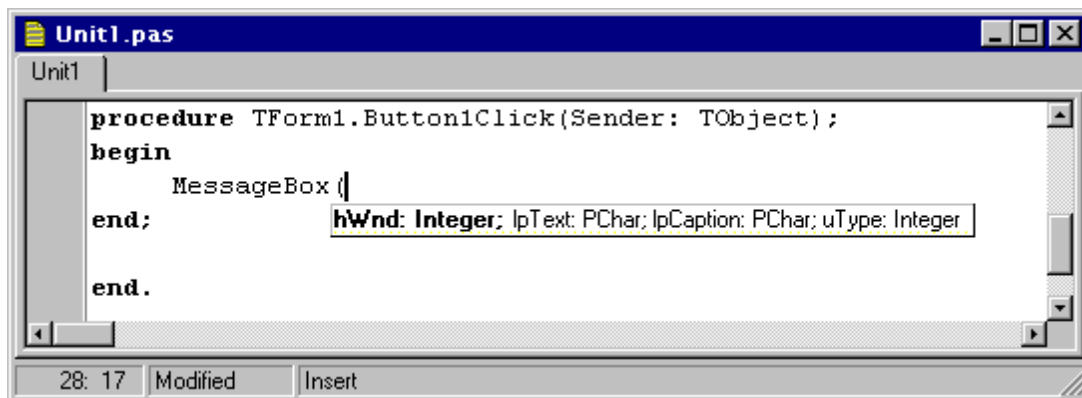 Unit1.pas
Unit1
procedure TForm1.Button1Click(Sender: TObject);
begin
MessageBox(
end;
hWnd: Integer; lpText: PChar; lpCaption: PChar; uType: Integer
end.
28: 17 Modified Insert